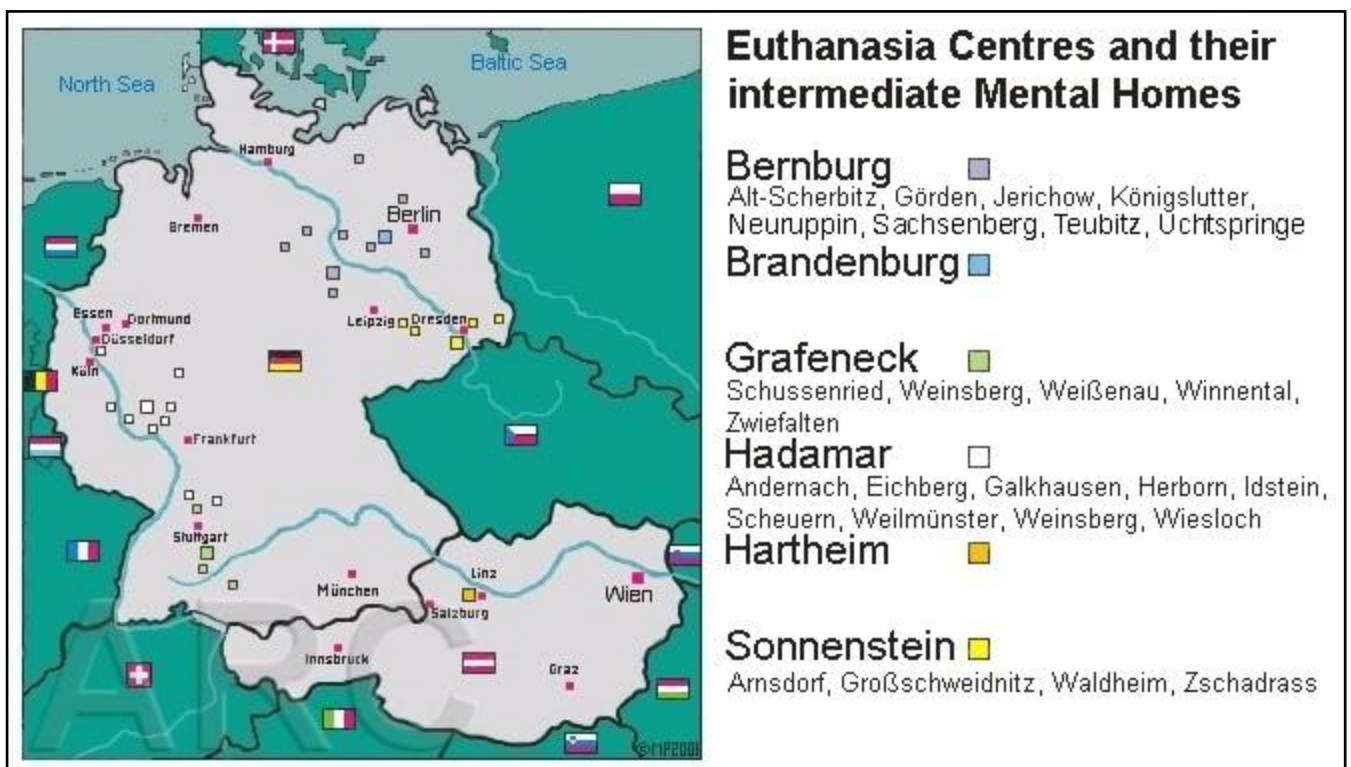 North Sea
Baltic Sea
Hamburg
Bremen
Berlin
Essen
Dortmund
Düsseldorf
Köln
Leipzig
Dresden
Frankfurt
Stuttgart
München
Linz
Salzburg
Wien
Innsbruck
Graz
ARC
©MP2001
Euthanasia Centres and their
intermediate Mental Homes
Bernburg
Alt-Scherbitz, Görden, Jerichow, Königslutter,
Neuruppin, Sachsenberg, Teubitz, Uchtspringe
Brandenburg
Grafeneck
Schussenried, Weinsberg, Weißenau, Winnental,
Zwiefalten
Hadamar
Andernach, Eichberg, Galkhausen, Herborn, Idstein,
Scheuern, Weilmünster, Weinsberg, Wiesloch
Hartheim
Sonnenstein
Arnsdorf, Großschweidnitz, Waldheim, Zschadrass